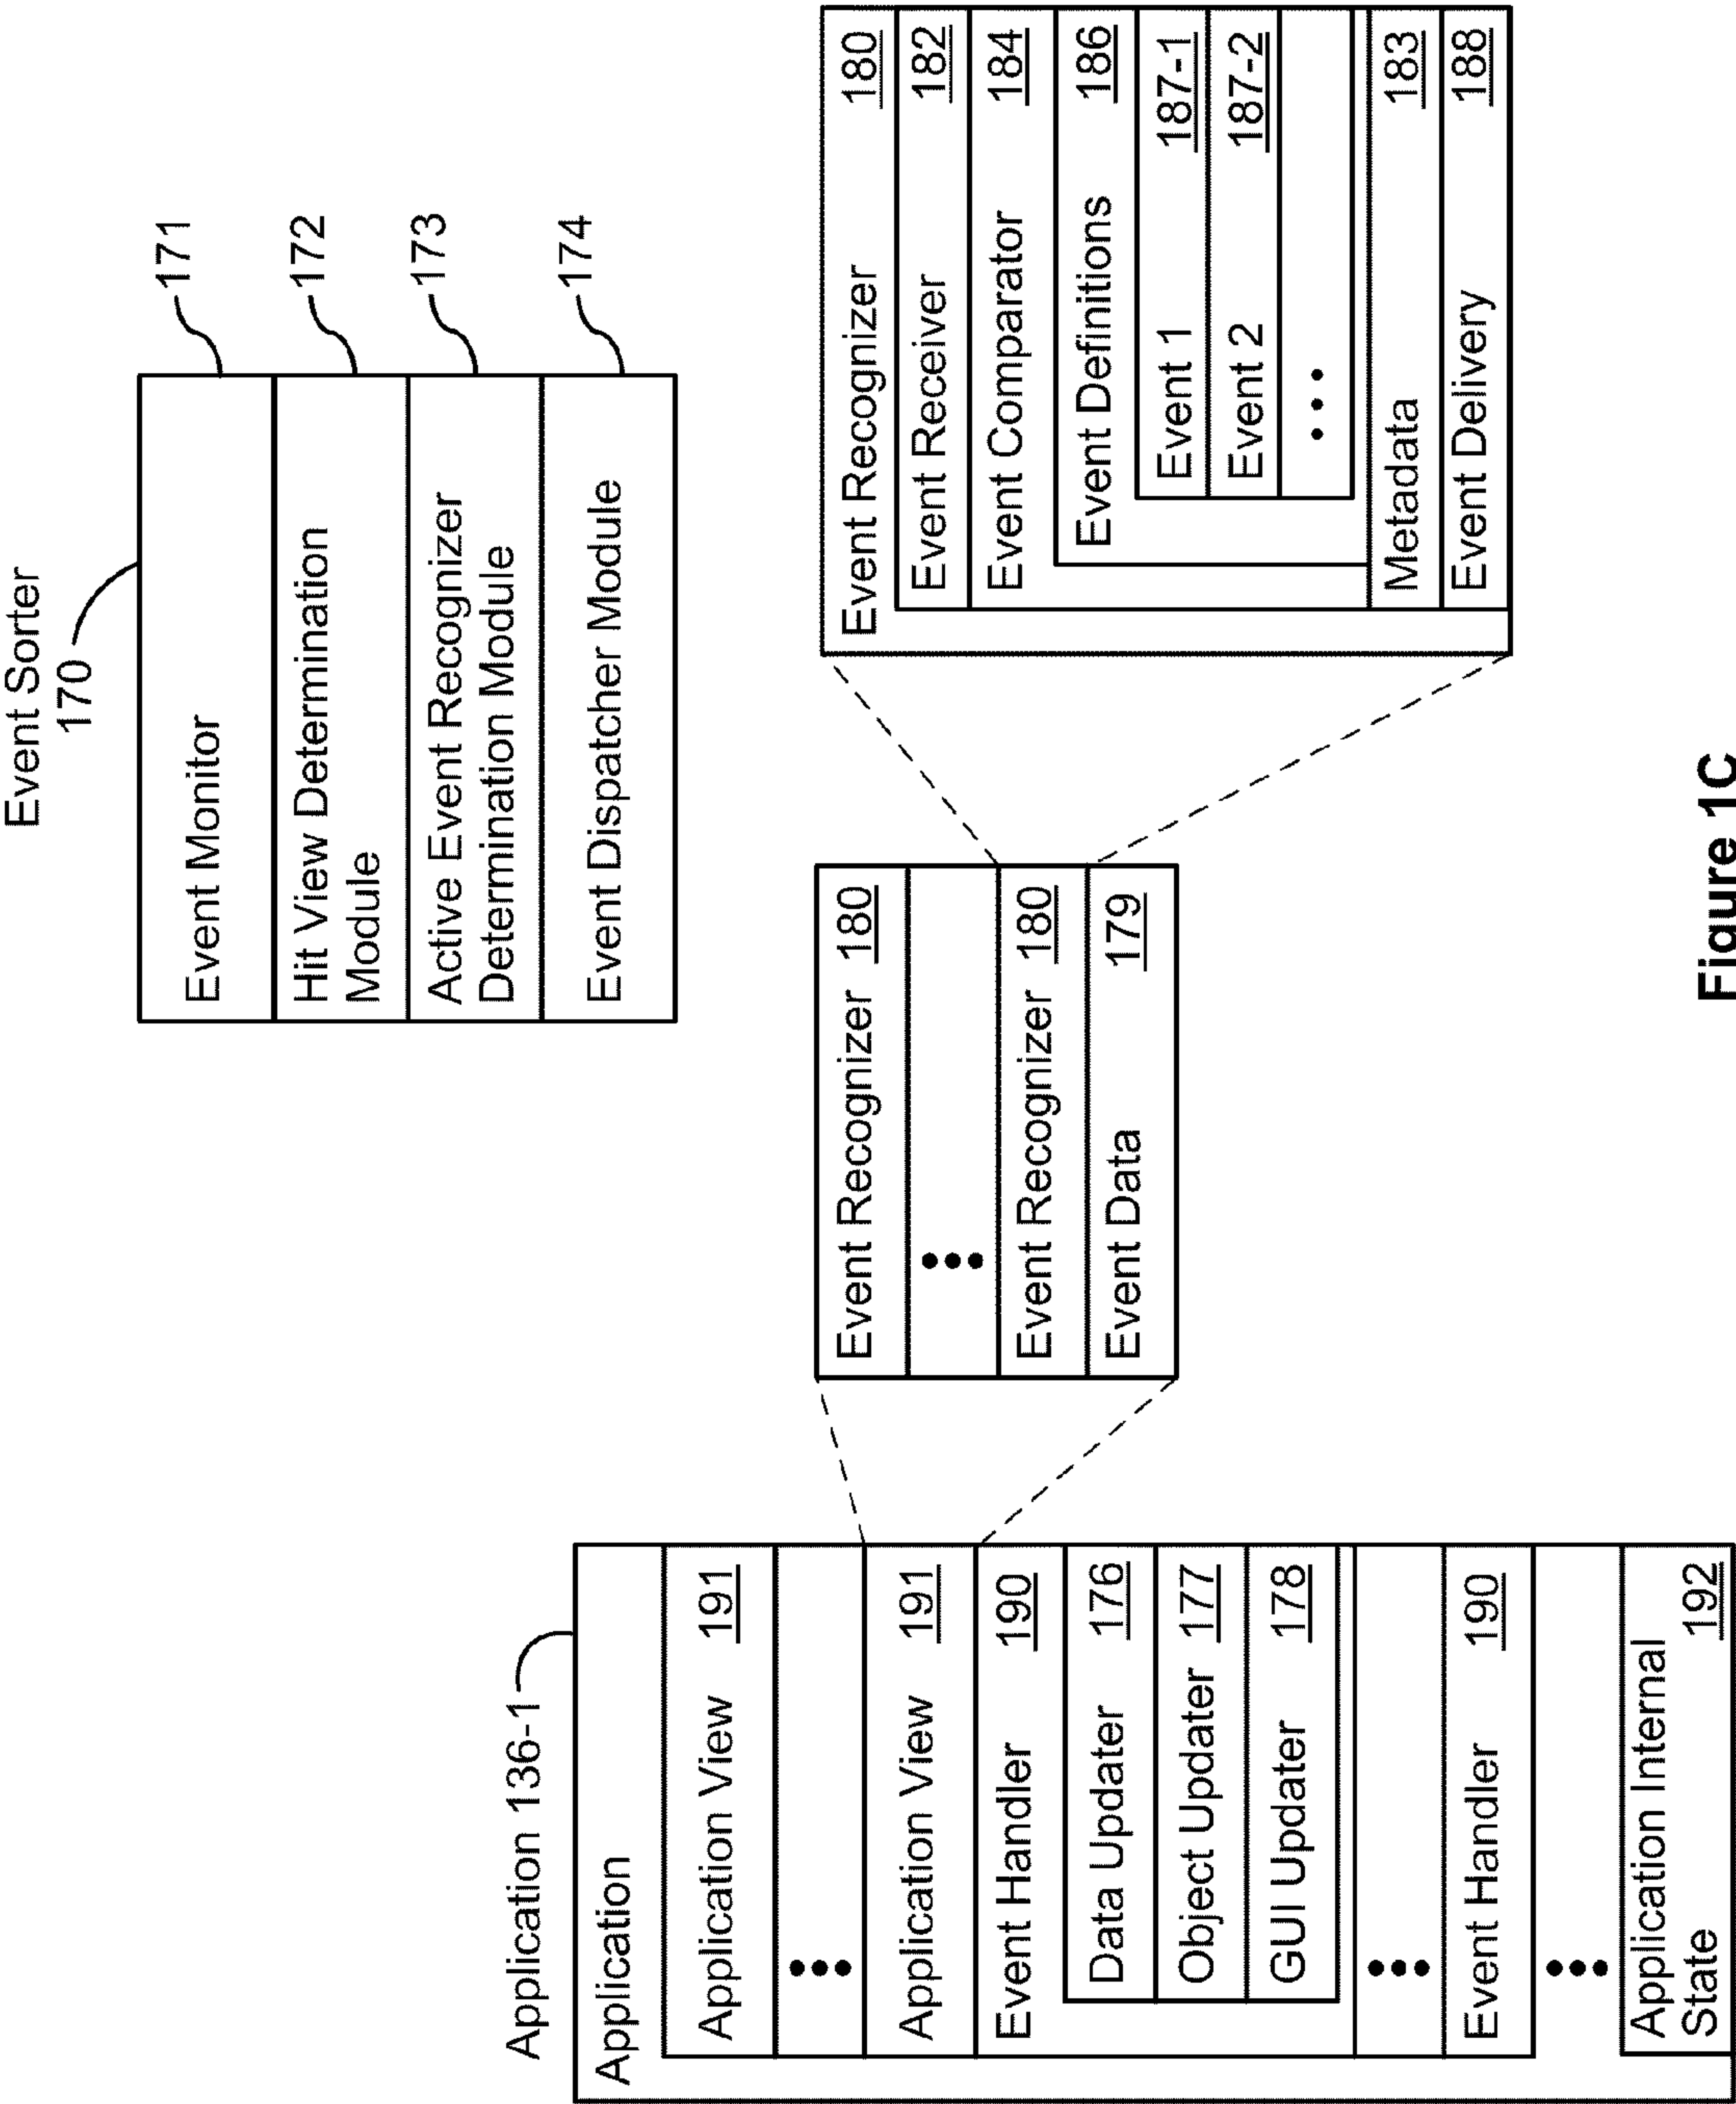 Event Sorter
170
Event Monitor
171
Hit View Determination
Module
172
Active Event Recognizer
Determination Module
173
Event Dispatcher Module
174
Application 136-1
Application
Application View 191
Application View 191
Event Handler 190
Data Updater 176
Object Updater 177
GUI Updater 178
Event Handler 190
Application Internal
State 192
Event Recognizer 180
Event Recognizer 180
Event Data 179
Event Recognizer 180
Event Receiver 182
Event Comparator 184
Event Definitions 186
Event 1 187-1
Event 2 187-2
Metadata 183
Event Delivery 188
Figure 1C